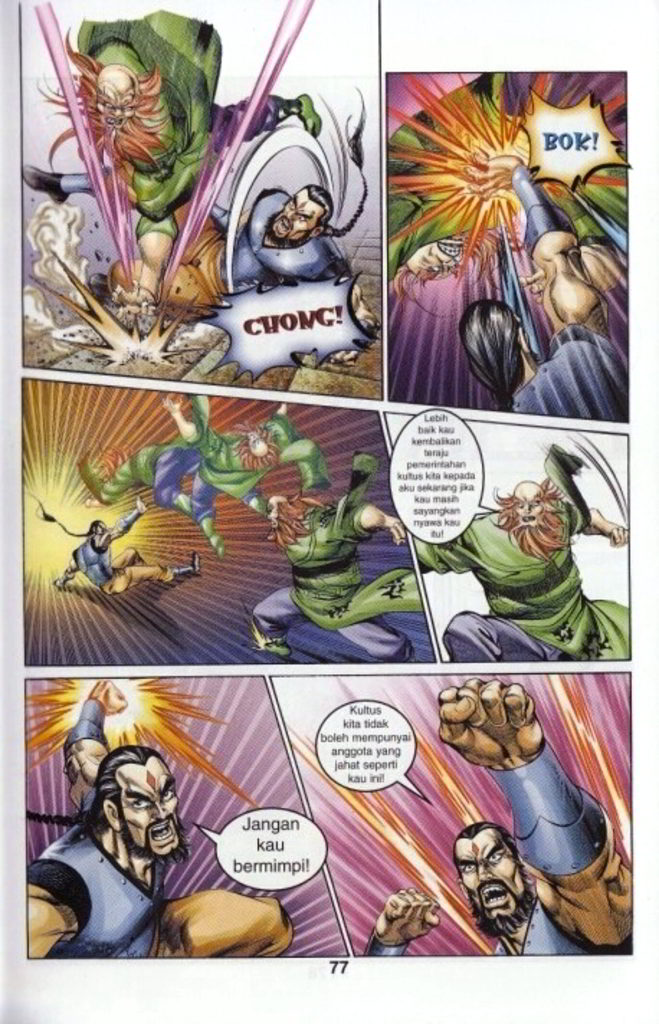 CHONG!
BOK!
Lebih
baik kau
kembalikan
teraju
pemerintahan
kultus kita kepada
aku sekarang jika
kau masih
sayangkan
nyawa kau
itu!
Jangan
kau
bermimpi!
Kultus
kita tidak
boleh mempunyai
anggota yang
jahat seperti
kau ini!
77